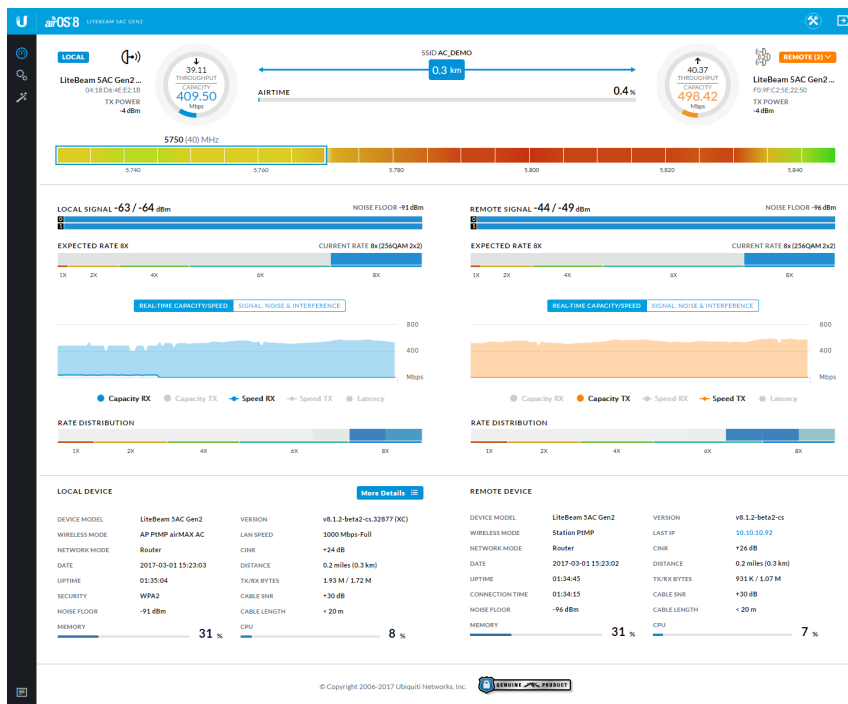 airOS 8 LITEBEAM 5AC GEN2
LOCAL
LiteBeam 5AC Gen2...
04:18:D6:4E:E2:1B
TX POWER
-4 dBm
39.11
THROUGHPUT
CAPACITY
409.50
Mbps
SSID AC_DEMO
0.3 km
AIRTIME 0.4 %
40.37
THROUGHPUT
CAPACITY
498.42
Mbps
REMOTE (2)
LiteBeam 5AC Gen2...
F0:9F:C2:5E:22:50
TX POWER
-4 dBm
5750 (40) MHz
5,740 5,760 5,780 5,800 5,820 5,840
LOCAL SIGNAL -63 / -64 dBm NOISE FLOOR -91 dBm
0
1
EXPECTED RATE 8X CURRENT RATE 8x (256QAM 2x2)
1X 2X 4X 6X 8X
REAL-TIME CAPACITY/SPEED SIGNAL, NOISE & INTERFERENCE
800
400
Mbps
Capacity RX Capacity TX Speed RX Speed TX Latency
RATE DISTRIBUTION
1X 2X 4X 6X 8X
REMOTE SIGNAL -44 / -49 dBm NOISE FLOOR -96 dBm
0
1
EXPECTED RATE 8X CURRENT RATE 8x (256QAM 2x2)
1X 2X 4X 6X 8X
REAL-TIME CAPACITY/SPEED SIGNAL, NOISE & INTERFERENCE
800
400
Mbps
Capacity RX Capacity TX Speed RX Speed TX Latency
RATE DISTRIBUTION
1X 2X 4X 6X 8X
LOCAL DEVICE More Details
DEVICE MODEL LiteBeam 5AC Gen2 VERSION v8.1.2-beta2-cs.32877 (XC)
WIRELESS MODE AP PtMP airMAX AC LAN SPEED 1000 Mbps-Full
NETWORK MODE Router CINR +24 dB
DATE 2017-03-01 15:23:03 DISTANCE 0.2 miles (0.3 km)
UPTIME 01:35:04 TX/RX BYTES 1.93 M / 1.72 M
SECURITY WPA2 CABLE SNR +30 dB
NOISE FLOOR -91 dBm CABLE LENGTH < 20 m
MEMORY 31 % CPU 8 %
REMOTE DEVICE
DEVICE MODEL LiteBeam 5AC Gen2 VERSION v8.1.2-beta2-cs
WIRELESS MODE Station PtMP LAST IP 10.10.10.92
NETWORK MODE Router CINR +26 dB
DATE 2017-03-01 15:23:02 DISTANCE 0.2 miles (0.3 km)
UPTIME 01:34:45 TX/RX BYTES 931 K / 1.07 M
CONNECTION TIME 01:34:15 CABLE SNR +30 dB
NOISE FLOOR -96 dBm CABLE LENGTH < 20 m
MEMORY 31 % CPU 7 %
© Copyright 2006-2017 Ubiquiti Networks, Inc. GENUINE PRODUCT